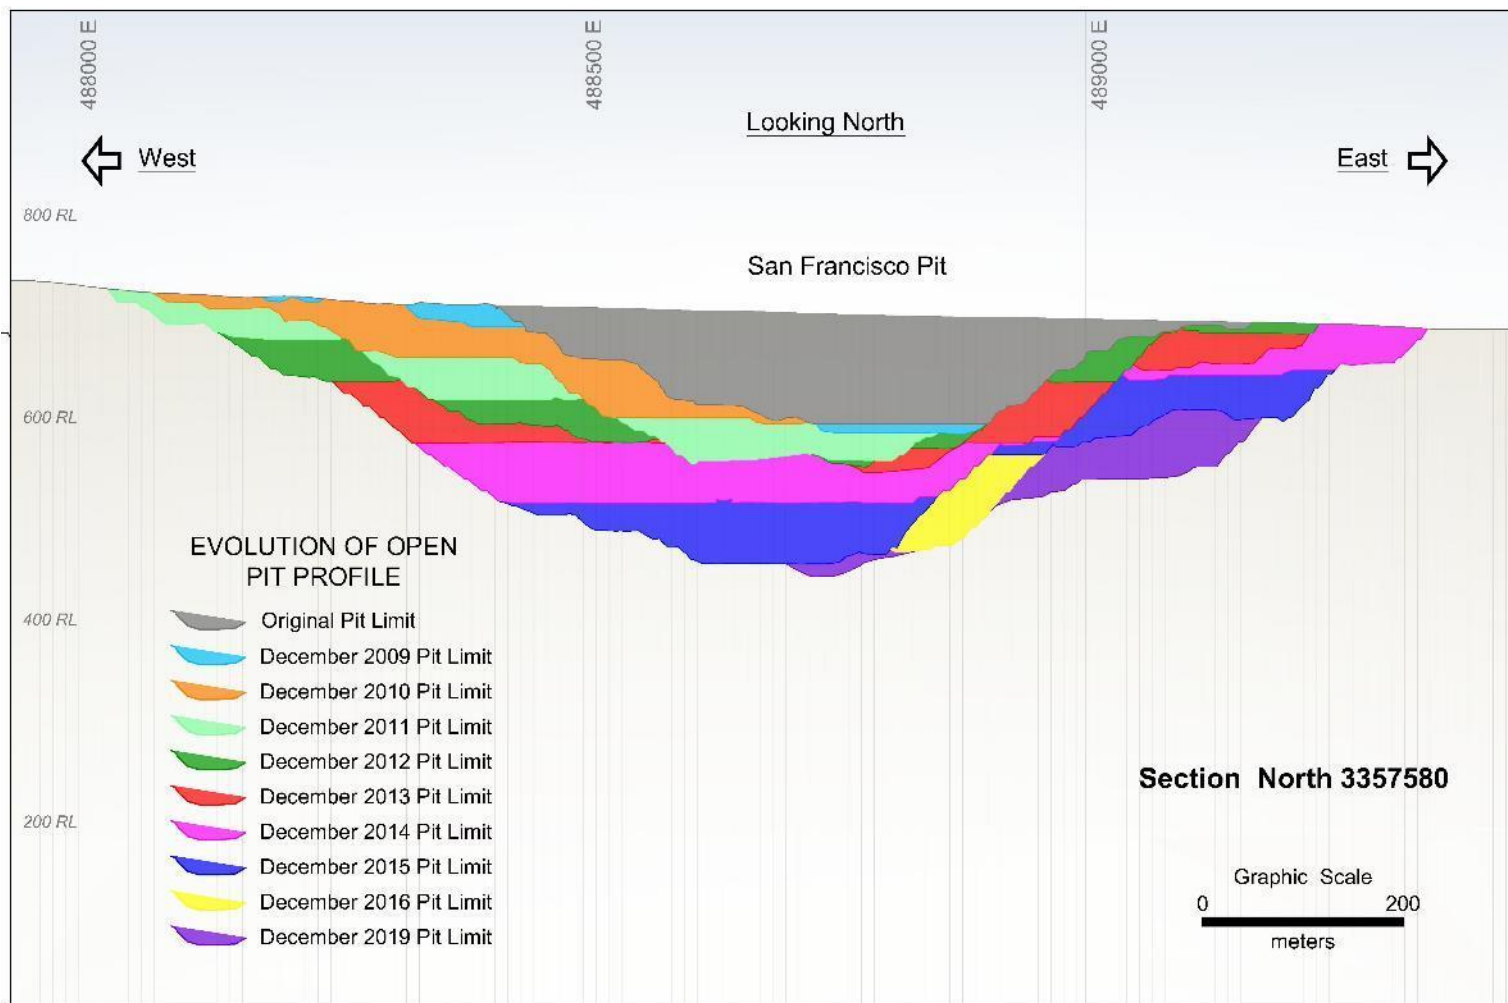 488000 E
488500 E
489000 E
Looking North
West
East
800 RL
San Francisco Pit
600 RL
EVOLUTION OF OPEN
PIT PROFILE
400 RL
Original Pit Limit
December 2009 Pit Limit
December 2010 Pit Limit
December 2011 Pit Limit
December 2012 Pit Limit
December 2013 Pit Limit
December 2014 Pit Limit
December 2015 Pit Limit
December 2016 Pit Limit
December 2019 Pit Limit
200 RL
Section North 3357580
Graphic Scale
0 200
meters